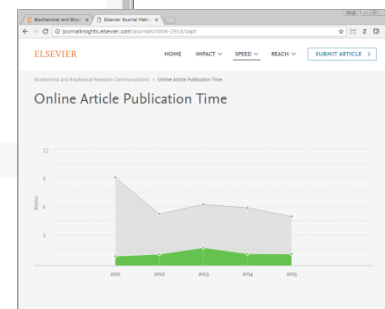 Biochemical and Biopl
Elsevier Journal Metric
journalinsights.elsevier.com/journals/0006-291X/oapt
ELSEVIER
HOME IMPACT SPEED REACH SUBMIT ARTICLE >
Biochemical and Biophysical Research Communications > Online Article Publication Time
Online Article Publication Time
12
9
Weeks
6
3
2011 2012 2013 2014 2015